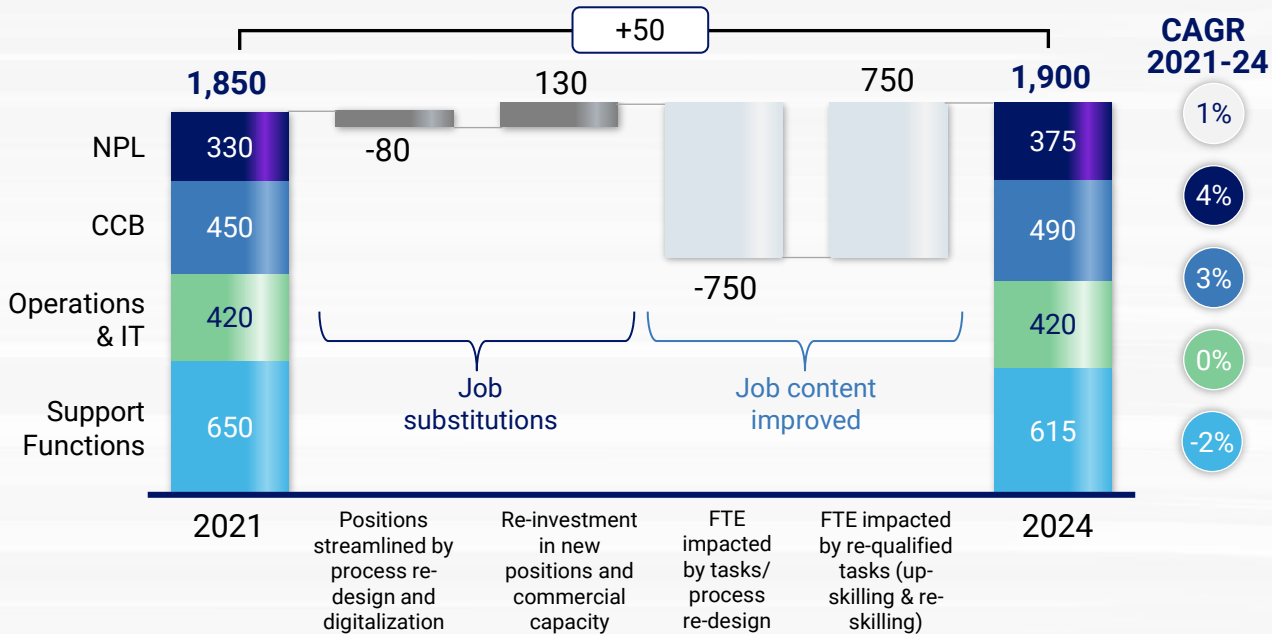 +50
CAGR
2021-24
1,850
130
750
1,900
1%
NPL
330
-80
375
4%
CCB
450
490
3%
-750
Operations
& IT
420
420
0%
Job
substitutions
Job content
improved
Support
Functions
650
615
-2%
2021
Positions
streamlined by
process re-
design and
digitalization
Re-investment
in new
positions and
commercial
capacity
FTE
impacted
by tasks/
process
re-design
FTE impacted
by re-qualified
tasks (up-
skilling & re-
skilling)
2024